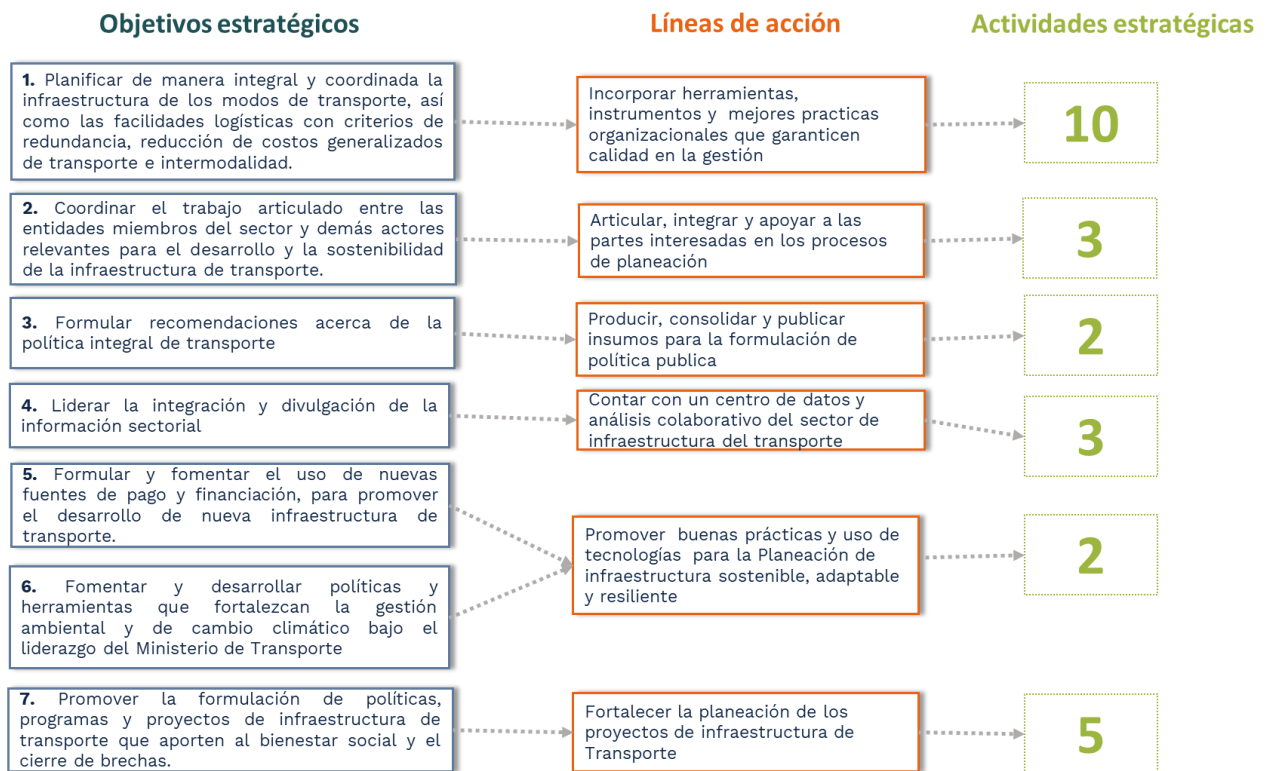 Objetivos estratégicos
Líneas de acción
Actividades estratégicas
1. Planificar de manera integral y coordinada la
infraestructura de los modos de transporte, así
como las facilidades logísticas con criterio de
redundancia, reducción de costos generalizados
de transporte e intermodalidad.
Incorporar herramientas,
instrumentos y mejores practicas
organizacionales que garanticen
calidad en la gestión
10
2. Coordinar el trabajo articulado entre las
entidades miembros del sector y demás actores
relevantes para el desarrollo y la sostenibilidad
de la infraestructura de transporte.
Articular, integrar y apoyar a las
partes interesadas en los procesos
de planeación
3
3. Formular recomendaciones acerca de la
política integral de transporte
Producir, consolidar y publicar
insumos para la formulación de
política publica
2
4. Liderar la integración y divulgación de la
información sectorial
Contar con un centro de datos y
análisis colaborativo del sector de
infraestructura del transporte
3
5. Formular y fomentar el uso de nuevas
fuentes de pago y financiación, para promover
el desarrollo de nueva infraestructura de
transporte.
6. Fomentar y desarrollar políticas y
herramientas que fortalezcan la gestión
ambiental y de cambio climático bajo el
liderazgo del Ministerio de Transporte
Promover buenas prácticas y uso de
tecnologías para la Planeación de
infraestructura sostenible, adaptable
y resiliente
2
7. Promover la formulación de políticas,
programas y proyectos de infraestructura de
transporte que aporten al bienestar social y el
cierre de brechas.
Fortalecer la planeación de los
proyectos de infraestructura de
Transporte
5